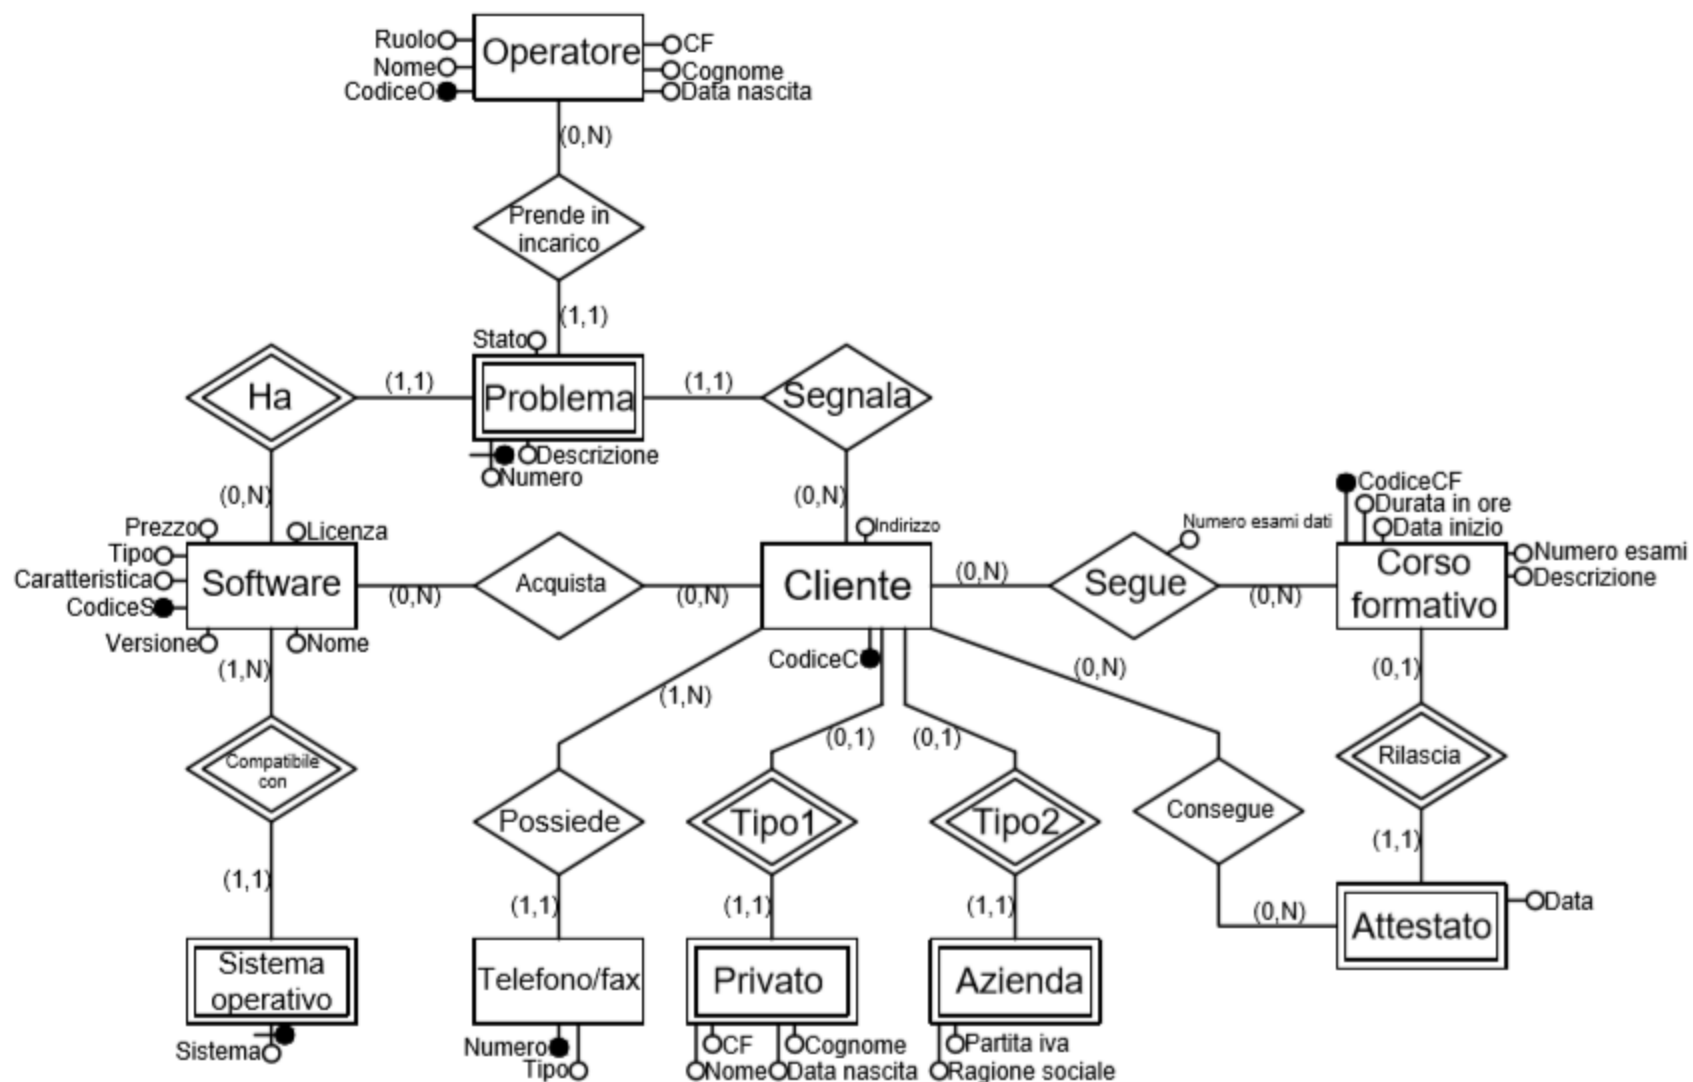 Ruolo
Operatore
CF
Nome
Cognome
CodiceO
Data nascita
(0,N)
Prende in
incarico
(1,1)
Stato
Ha
(1,1)
Problema
(1,1)
Segnala
Descrizione
Numero
(0,N)
(0,N)
CodiceCF
Durata in ore
Data inizio
Prezzo
Licenza
Indirizzo
Numero esami dati
Tipo
Software
Caratteristica
CodiceS
Versione
Nome
(0,N)
Acquista
(0,N)
Cliente
(0,N)
Segue
(0,N)
Corso
formativo
Numero esami
Descrizione
CodiceC
(1,N)
(1,N)
(0,1)
(0,1)
(0,N)
(0,1)
Compatibile
con
Possiede
Tipo1
Tipo2
Consegue
Rilascia
(1,1)
(1,1)
(1,1)
(1,1)
(0,N)
(1,1)
Sistema
operativo
Telefono/fax
Privato
Azienda
Attestato
Data
Sistema
Numero
Tipo
CF
Cognome
Nome
Data nascita
Partita iva
Ragione sociale